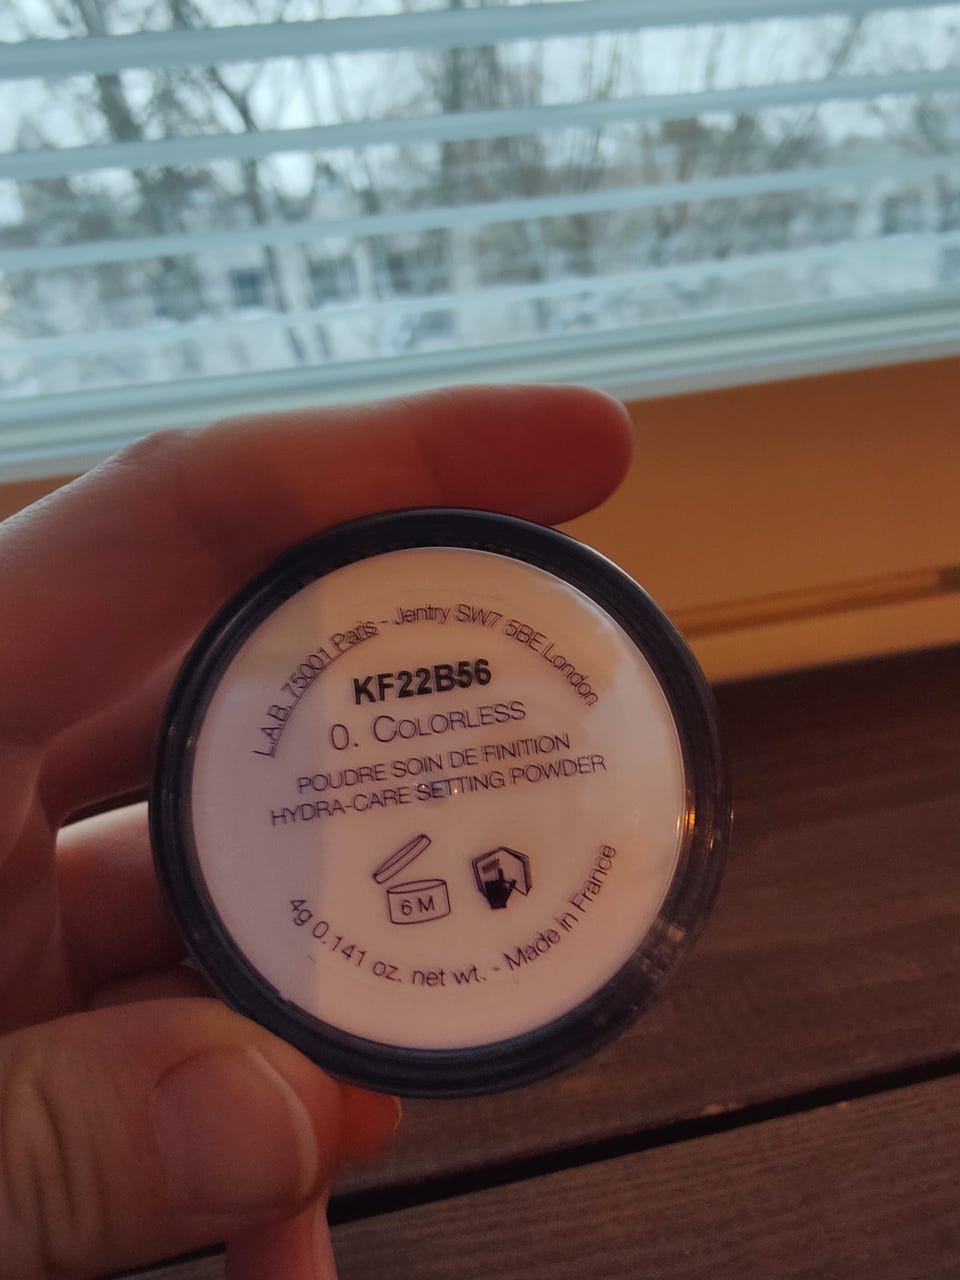 L.A.B. 75001 Paris - Jentry SW7 5BE London
KF22B56
0. COLORLESS
POUDRE SOIN DE FINITION
HYDRA-CARE SETTING POWDER
6 M
4g 0.141 oz. net wt. - Made in France